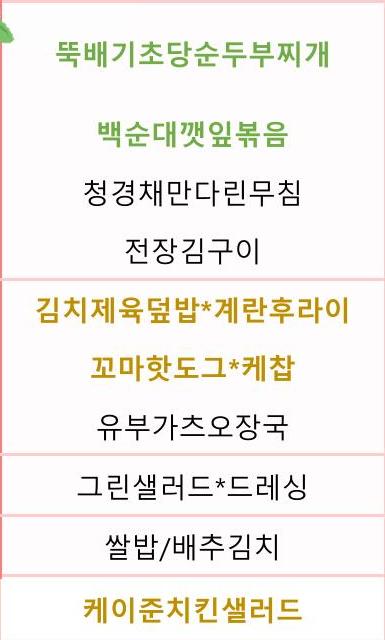 뚝배기초당순두부찌개
백순대깻잎볶음
청경채만다린무침
전장김구이
김치제육덮밥*계란후라이
꼬마핫도그*케찹
유부가츠오장국
그린샐러드*드레싱
쌀밥/배추김치
케이준치킨샐러드